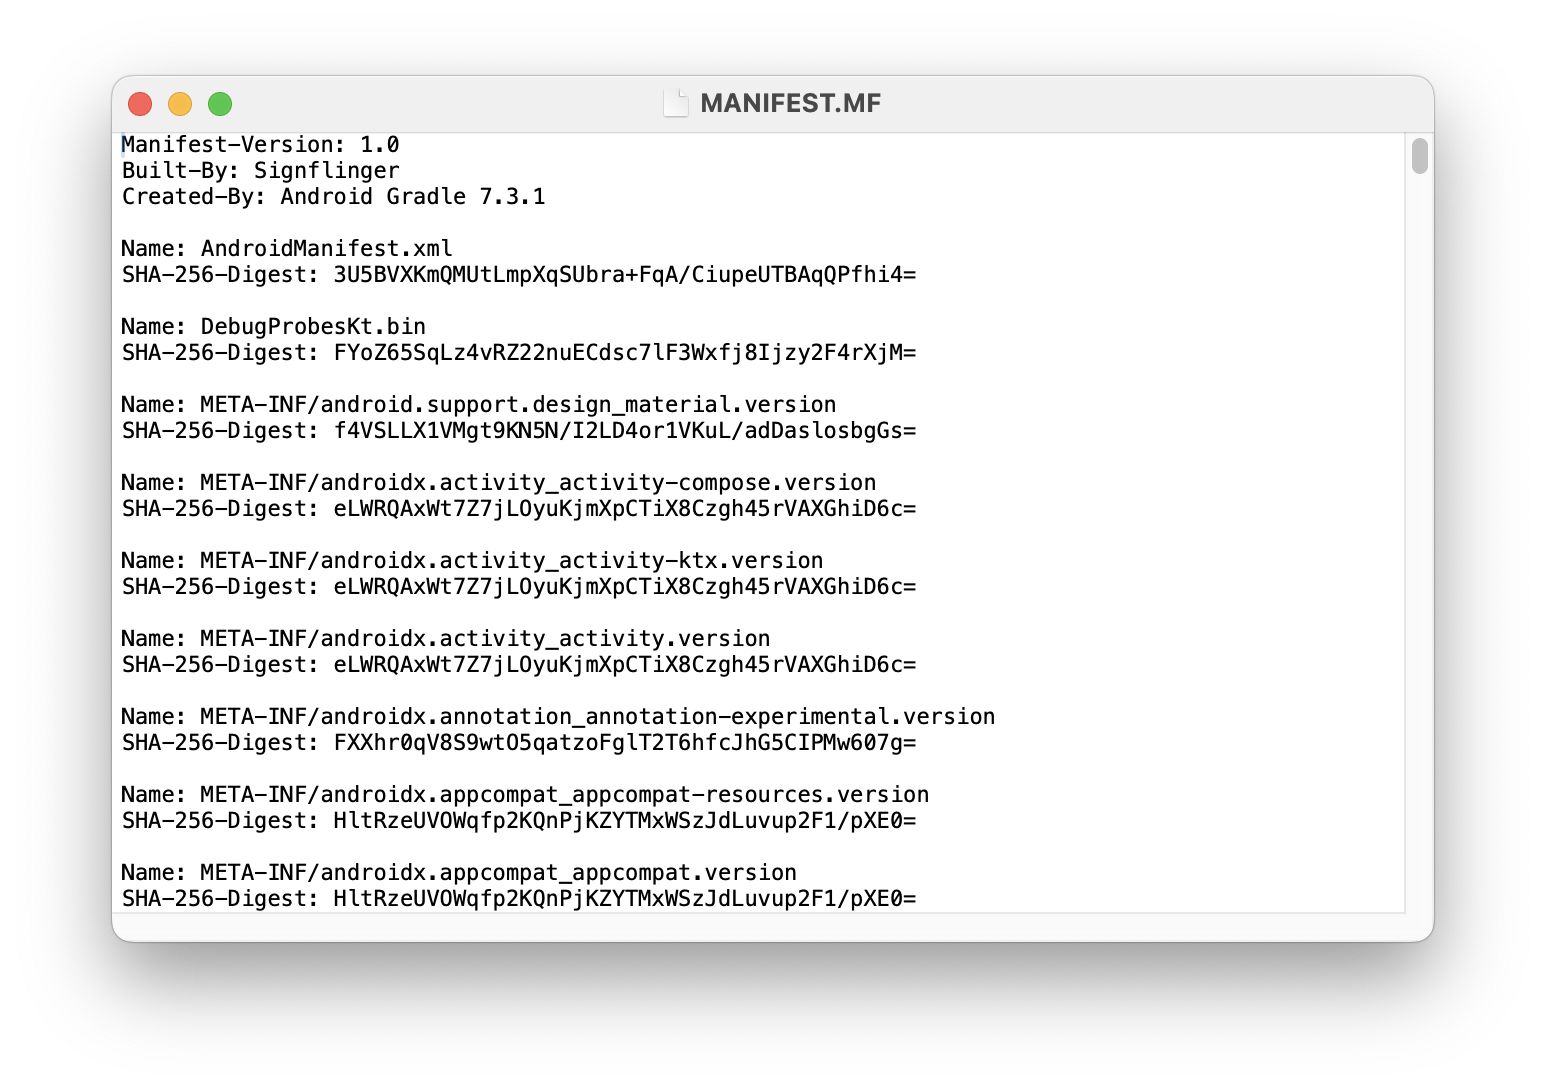 MANIFEST.MF
Manifest-Version: 1.0
Built-By: Signflinger
Created-By: Android Gradle 7.3.1
Name: AndroidManifest.xml
SHA-256-Digest: 3U5BVXKmQMUtLmpXqSUbra+FqA/CiupeUTBAqQPfhi4=
Name: DebugProbesKt.bin
SHA-256-Digest: FYoZ65SqLz4vRZ22nuECdsc7lF3Wxfj8Ijzy2F4rXjM=
Name: META-INF/android.support.design_material.version
SHA-256-Digest: f4VSLLX1VMgt9KN5N/I2LD4or1VKuL/adDaslosbgGs=
Name: META-INF/androidx.activity_activity-compose.version
SHA-256-Digest: eLWRQAxWt7Z7jLOyuKjmXpCTiX8Czgh45rVAXGhiD6c=
Name: META-INF/androidx.activity_activity-ktx.version
SHA-256-Digest: eLWRQAxWt7Z7jLOyuKjmXpCTiX8Czgh45rVAXGhiD6c=
Name: META-INF/androidx.activity_activity.version
SHA-256-Digest: eLWRQAxWt7Z7jLOyuKjmXpCTiX8Czgh45rVAXGhiD6c=
Name: META-INF/androidx.annotation_annotation-experimental.version
SHA-256-Digest: FXXhr0qV8S9wtO5qatzoFglT2T6hfcJhG5CIPMw607g=
Name: META-INF/androidx.appcompat_appcompat-resources.version
SHA-256-Digest: HltRzeUVOWqfp2KQnPjKZYTMxWSzJdLuvup2F1/pXE0=
Name: META-INF/androidx.appcompat_appcompat.version
SHA-256-Digest: HltRzeUVOWqfp2KQnPjKZYTMxWSzJdLuvup2F1/pXE0=